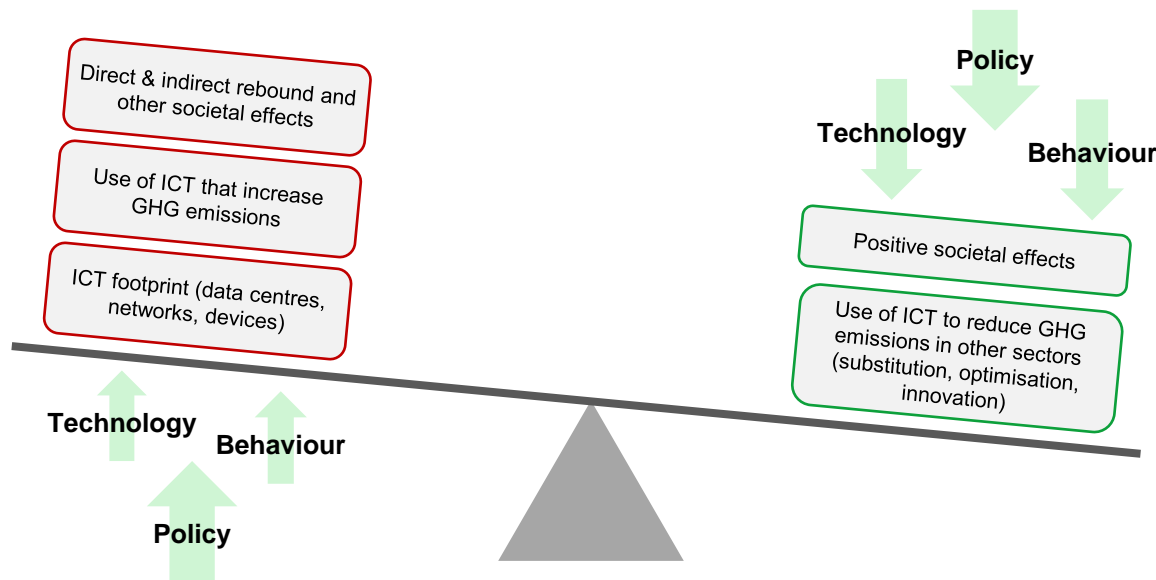 Direct & indirect rebound and
other societal effects
Use of ICT that increase
GHG emissions
ICT footprint (data centres,
networks, devices)
Technology
Behaviour
Policy
Policy
Technology
Behaviour
Positive societal effects
Use of ICT to reduce GHG
emissions in other sectors
(substitution, optimisation,
innovation)